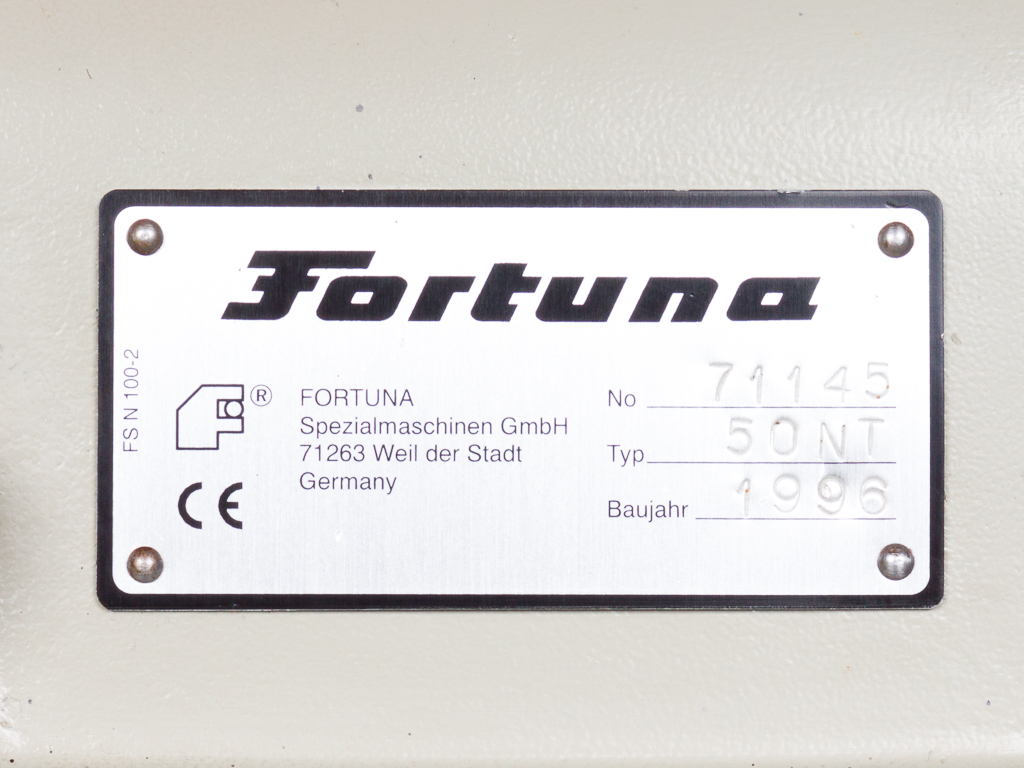 Fortuna
FS N 100-2
®
FORTUNA
Spezialmaschinen GmbH
71263 Weil der Stadt
Germany
CE
No 71145
Typ 50NT
Baujahr 1996